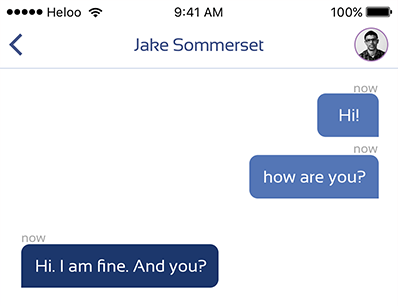 Heloo 9:41 AM 100%
Jake Sommerset
now
Hi!
now
how are you?
now
Hi. I am fine. And you?